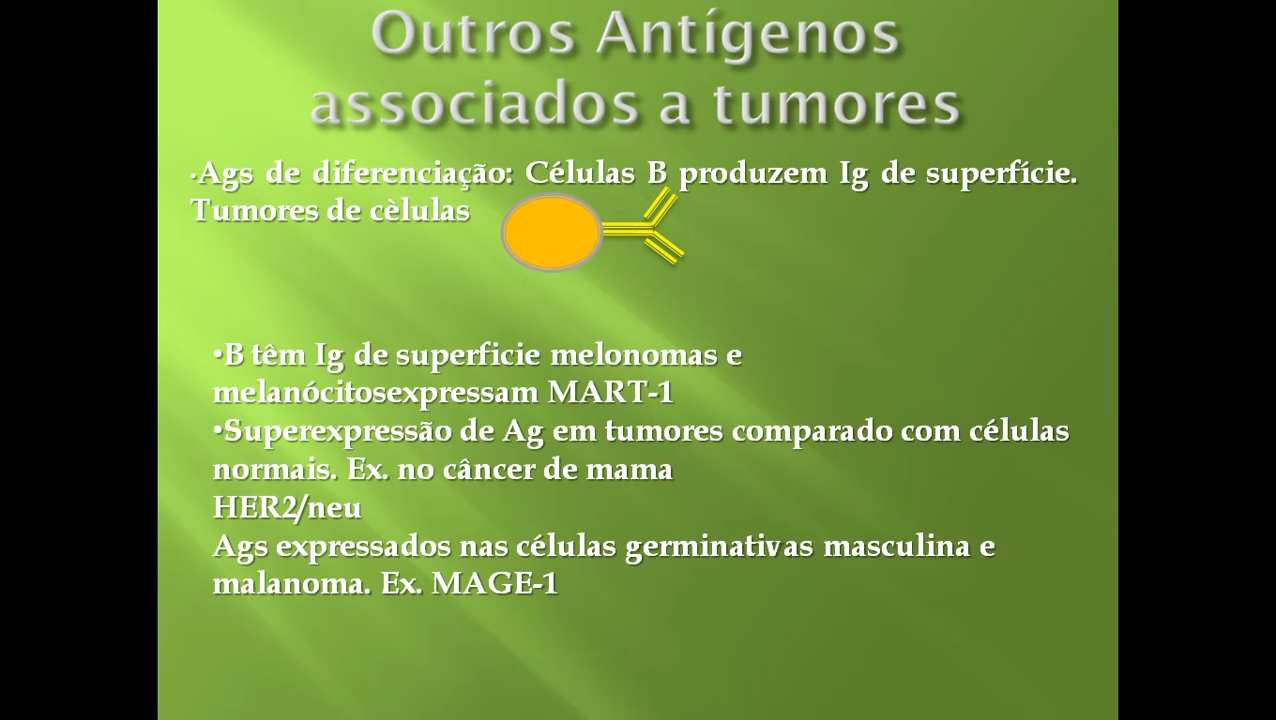 Outros Antígenos
associados a tumores
•Ags de diferenciação: Células B produzem Ig de superfície.
Tumores de cèlulas
•B têm Ig de superficie melonomas e
melanócitosexpressam MART-1
•Superexpressão de Ag em tumores comparado com células
normais. Ex. no câncer de mama
HER2/neu
Ags expressados nas células germinativas masculina e
malanoma. Ex. MAGE-1